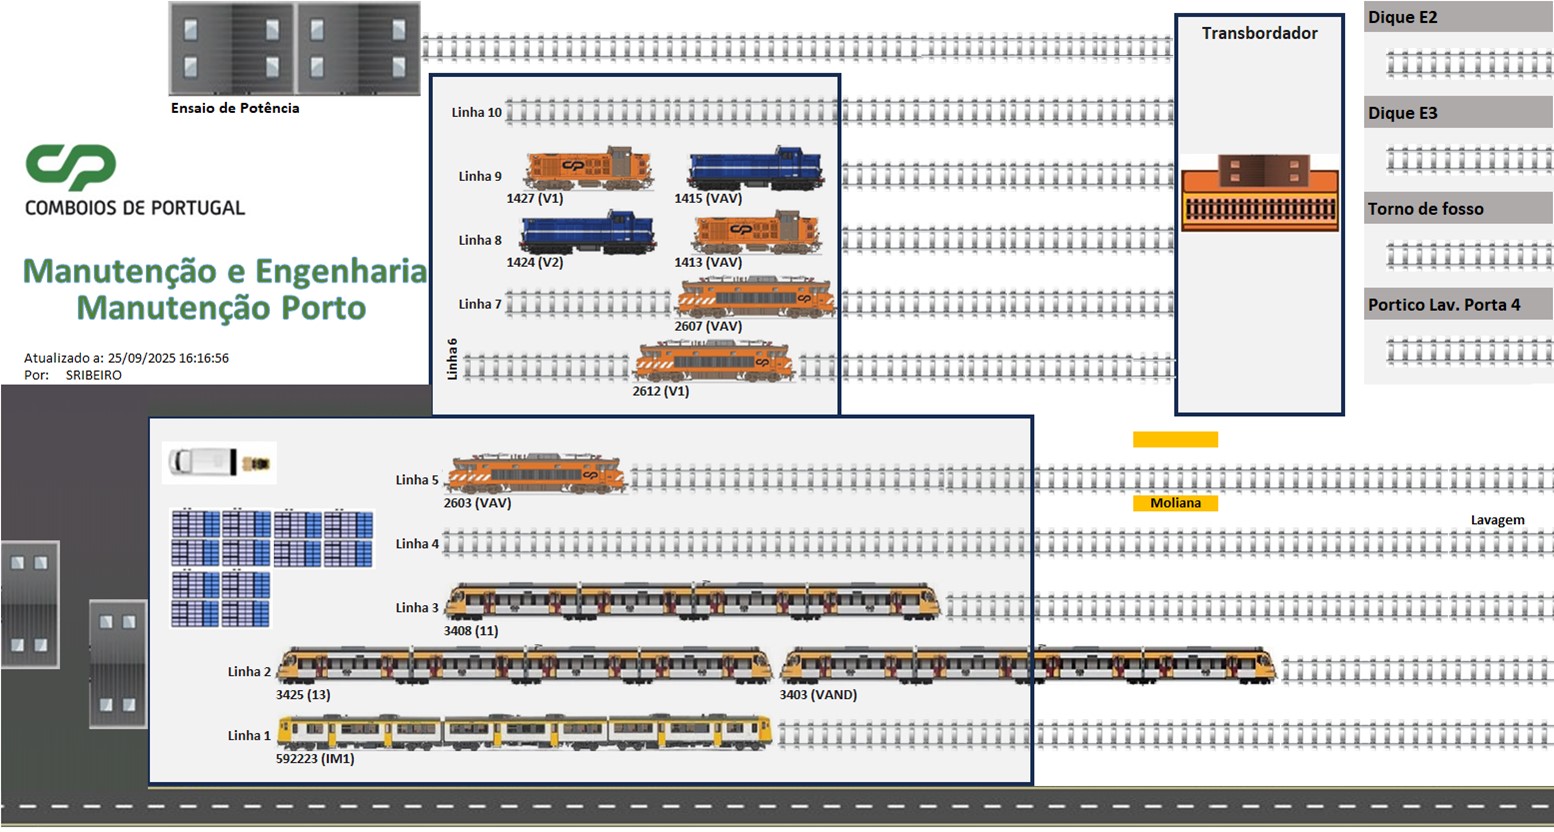 Ensaio de Potência
CP
COMBOIOS DE PORTUGAL
Manutenção e Engenharia
Manutenção Porto
Atualizado a: 25/09/2025 16:16:56
Por: SRIBEIRO
Transbordador
Dique E2
Dique E3
Torno de fosso
Portico Lav. Porta 4
Linha 10
Linha 9
1427 (V1)
1415 (VAV)
Linha 8
1424 (V2)
1413 (VAV)
Linha 7
2607 (VAV)
Linha 6
2612 (V1)
Linha 5
2603 (VAV)
Moliana
Lavagem
Linha 4
Linha 3
3408 (11)
Linha 2
3425 (13)
3403 (VAND)
Linha 1
592223 (IM1)